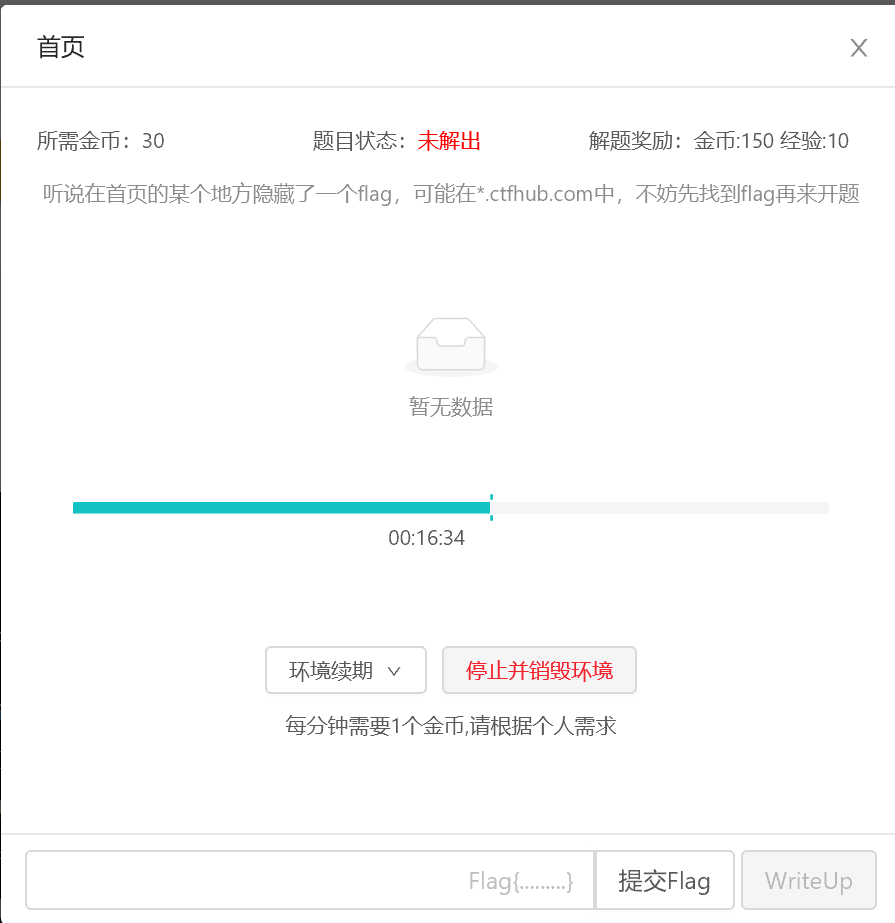 首页
所需金币：30 题目状态：未解出 解题奖励：金币:150 经验:10
听说在首页的某个地方隐藏了一个flag，可能在*.ctfhub.com中，不妨先找到flag再来开题
暂无数据
00:16:34
环境续期 停止并销毁环境
每分钟需要1个金币,请根据个人需求
Flag{.........} 提交Flag WriteUp